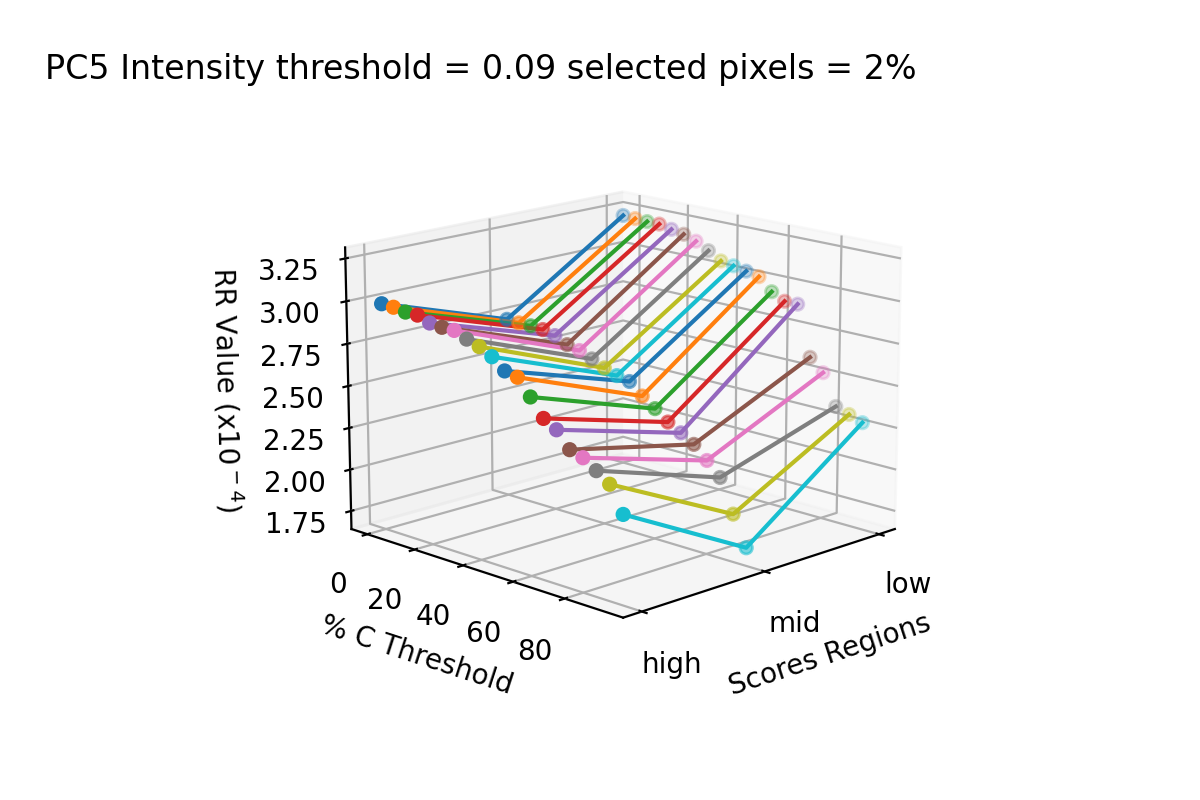 PC5 Intensity threshold = 0.09 selected pixels = 2%
RR Value (x10⁻⁴)
3.25
3.00
2.75
2.50
2.25
2.00
1.75
0
20
40
60
80
% C Threshold
high
mid
low
Scores Regions